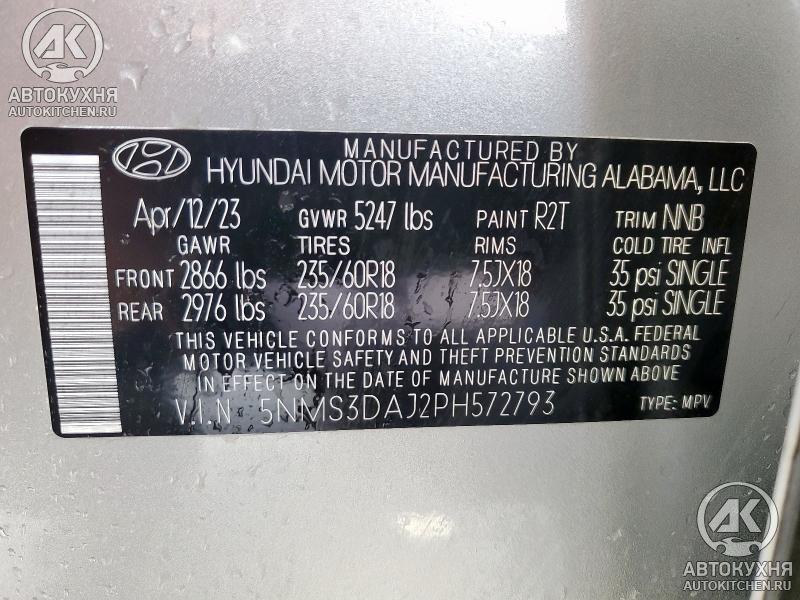 AK
АВТОКУХНЯ
AUTOKITCHEN.RU
MANUFACTURED BY
HYUNDAI MOTOR MANUFACTURING ALABAMA, LLC
Apr/12/23 GVWR 5247 lbs PAINT R2T TRIM NNB
GAWR TIRES RIMS COLD TIRE INFL
FRONT 2866 lbs 235/60R18 7.5JX18 35 psi SINGLE
REAR 2976 lbs 235/60R18 7.5JX18 35 psi SINGLE
THIS VEHICLE CONFORMS TO ALL APPLICABLE U.S.A. FEDERAL
MOTOR VEHICLE SAFETY AND THEFT PREVENTION STANDARDS
IN EFFECT ON THE DATE OF MANUFACTURE SHOWN ABOVE
V.I.N 5NMS3DAJ2PH572793 TYPE: MPV
AK
АВТОКУХНЯ
AUTOKITCHEN.RU